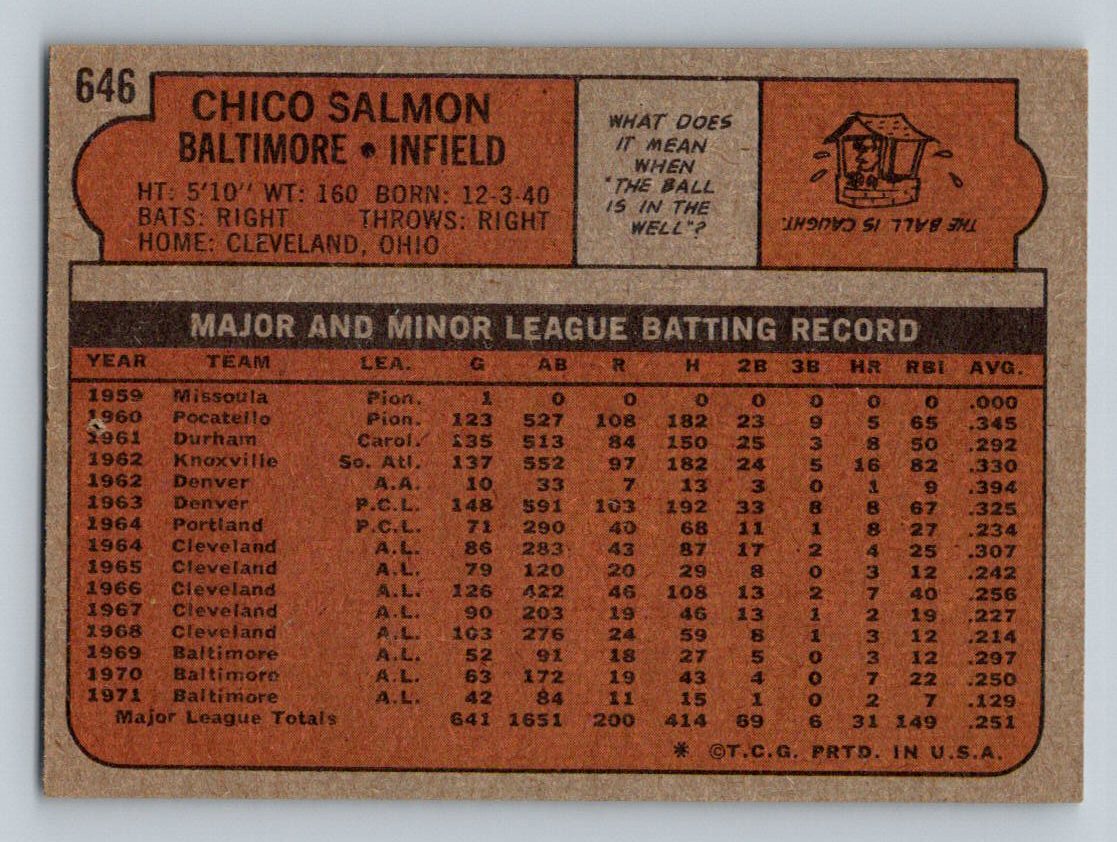 646
CHICO SALMON
BALTIMORE • INFIELD
HT: 5'10" WT: 160 BORN: 12-3-40
BATS: RIGHT THROWS: RIGHT
HOME: CLEVELAND, OHIO
WHAT DOES
IT MEAN
WHEN
"THE BALL
IS IN THE
WELL"?
THE BALL IS CAUGHT.
MAJOR AND MINOR LEAGUE BATTING RECORD
YEAR TEAM LEA. G AB R H 2B 3B HR RBI AVG.
1959 Missoula Pion. 1 0 0 0 0 0 0 0 .000
1960 Pocatello Pion. 123 527 108 182 23 9 5 65 .345
1961 Durham Carol. 135 513 84 150 25 3 8 50 .292
1962 Knoxville So. Atl. 137 552 97 182 24 5 16 82 .330
1962 Denver A.A. 10 33 7 13 3 0 1 9 .394
1963 Denver P.C.L. 148 591 103 192 33 8 8 67 .325
1964 Portland P.C.L. 71 290 40 68 11 1 8 27 .234
1964 Cleveland A.L. 86 283 43 87 17 2 4 25 .307
1965 Cleveland A.L. 79 120 20 29 8 0 3 12 .242
1966 Cleveland A.L. 126 422 46 108 13 2 7 40 .256
1967 Cleveland A.L. 90 203 19 46 13 1 2 19 .227
1968 Cleveland A.L. 103 276 24 59 8 1 3 12 .214
1969 Baltimore A.L. 52 91 18 27 5 0 3 12 .297
1970 Baltimore A.L. 63 172 19 43 4 0 7 22 .250
1971 Baltimore A.L. 42 84 11 15 1 0 2 7 .129
Major League Totals 641 1651 200 414 69 6 31 149 .251
* ©T.C.G. PRTD. IN U.S.A.